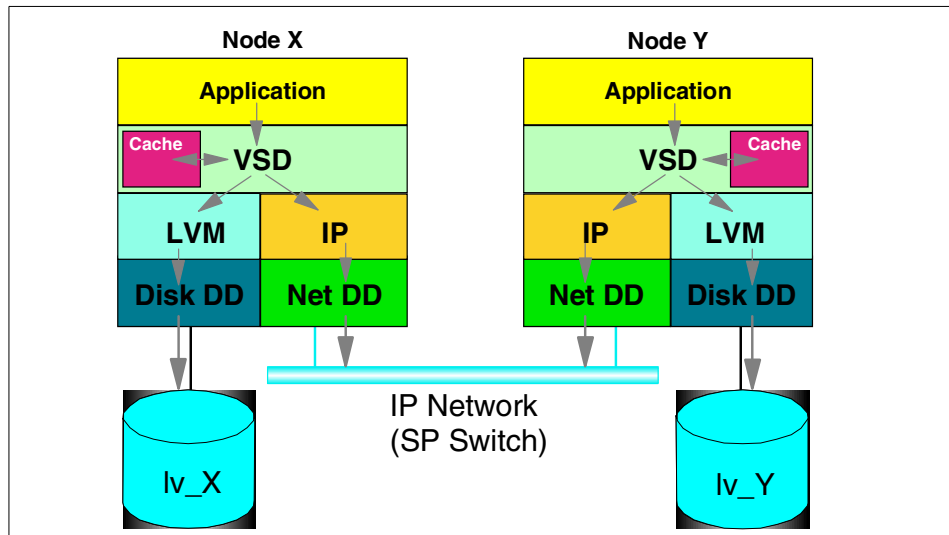 Node X
Node Y
Application
Application
Cache
VSD
VSD
Cache
LVM
IP
IP
LVM
Disk DD
Net DD
Net DD
Disk DD
IP Network
(SP Switch)
lv_X
lv_Y